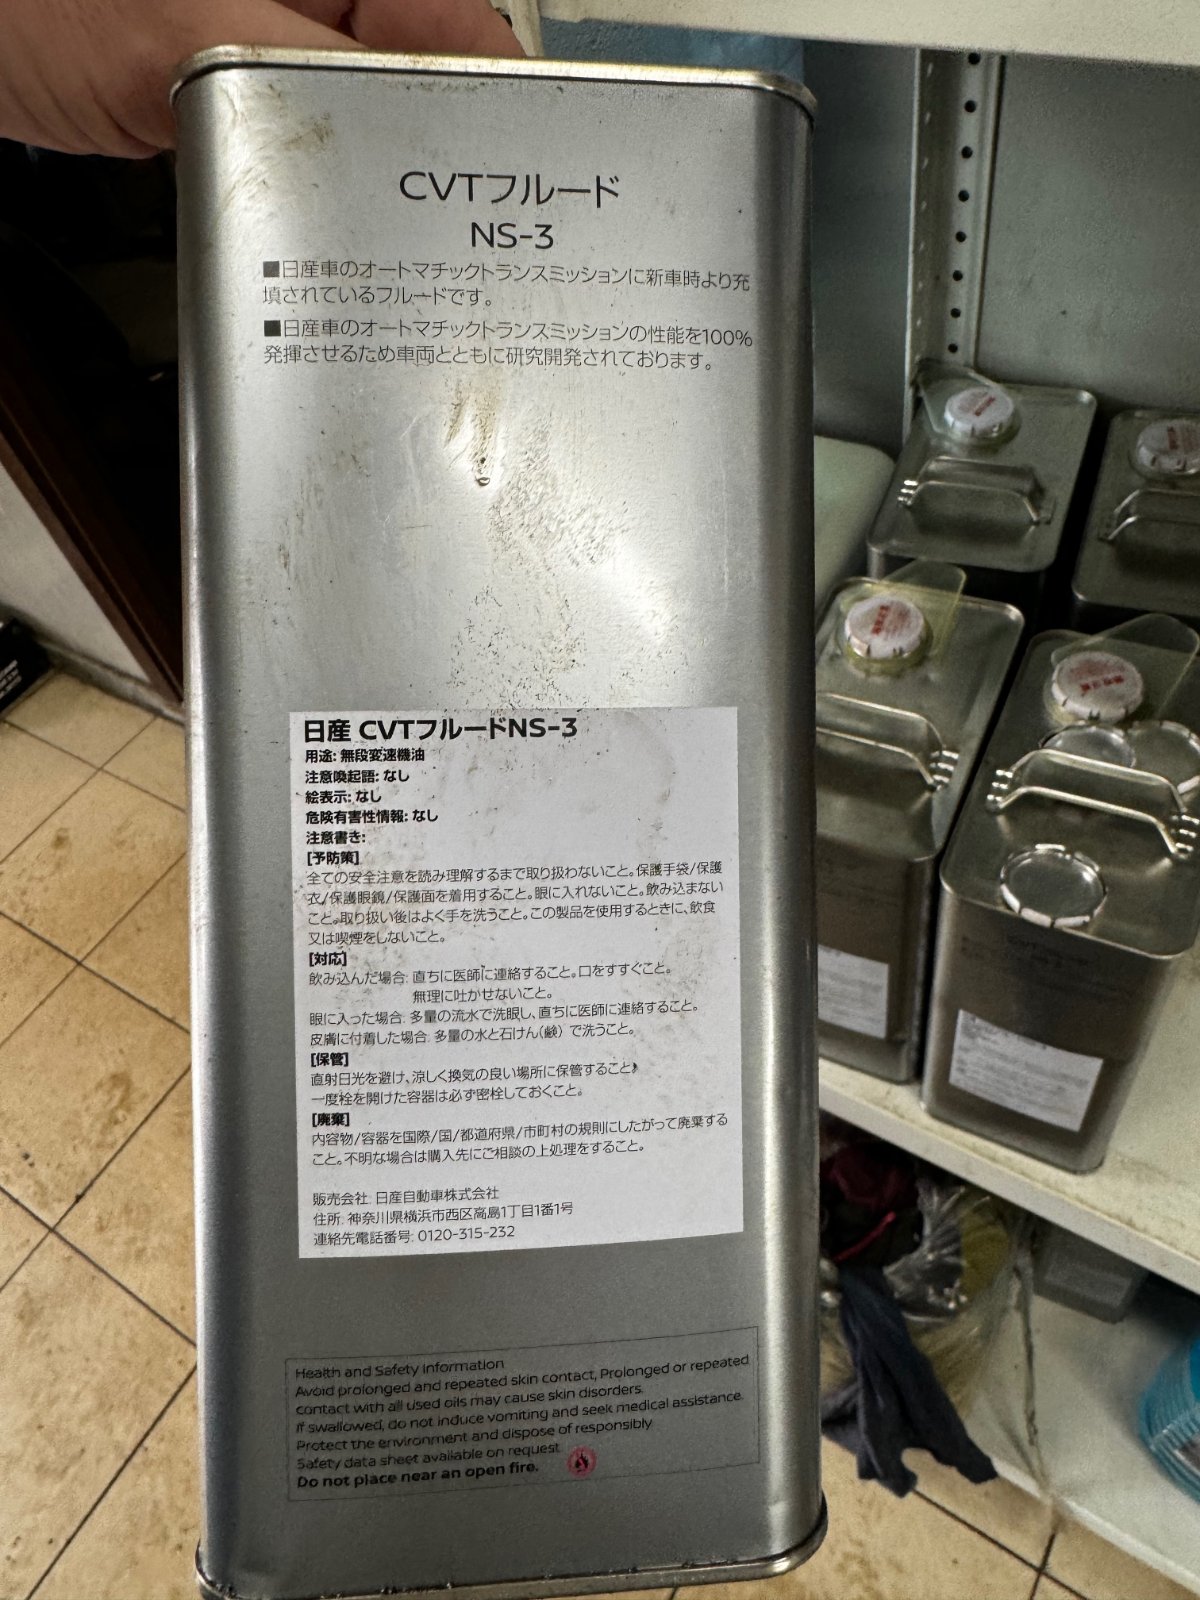 CVTフルード
NS-3
■日産車のオートマチックトランスミッションに新車時より充
填されているフルードです。
■日産車のオートマチックトランスミッションの性能を100%
発揮させるため車両とともに研究開発されております。
日産 CVTフルードNS-3
用途: 無段変速機油
注意喚起語: なし
絵表示: なし
危険有害性情報: なし
注意書き:
[予防策]
全ての安全注意を読み理解するまで取り扱わないこと。保護手袋/保護
衣/保護眼鏡/保護面を着用すること。眼に入れないこと。飲み込まない
こと。取り扱い後はよく手を洗うこと。この製品を使用するときに、飲食
又は喫煙をしないこと。
[対応]
飲み込んだ場合: 直ちに医師に連絡すること。口をすすぐこと。
無理に吐かせないこと。
眼に入った場合: 多量の流水で洗眼し、直ちに医師に連絡すること。
皮膚に付着した場合: 多量の水と石けん(鹸) で洗うこと。
[保管]
直射日光を避け、涼しく換気の良い場所に保管すること。
一度栓を開けた容器は必ず密栓しておくこと。
[廃棄]
内容物/容器を国際/国/都道府県/市町村の規則にしたがって廃棄する
こと。不明な場合は購入先にご相談の上処理をすること。
販売会社: 日産自動車株式会社
住所: 神奈川県横浜市西区高島1丁目1番1号
連絡先電話番号: 0120-315-232
Health and Safety Information
Avoid prolonged and repeated skin contact, Prolonged or repeated
contact with all used oils may cause skin disorders.
If swallowed, do not induce vomiting and seek medical assistance.
Protect the environment and dispose of responsibly
Safety data sheet available on request
Do not place near an open fire.